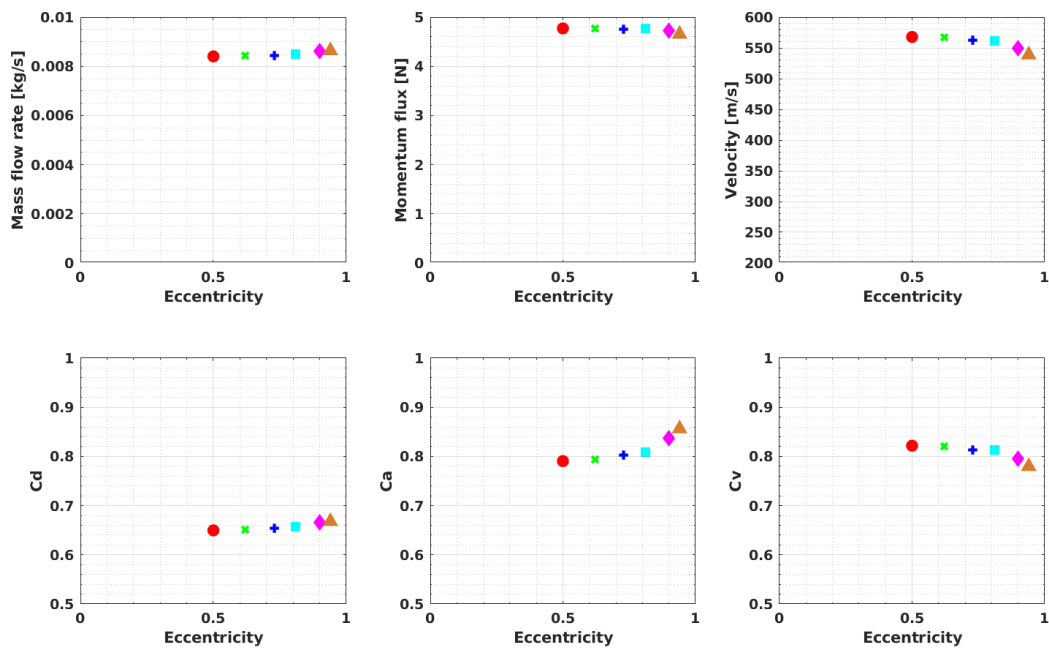 Mass flow rate [kg/s]
0.01
0.008
0.006
0.004
0.002
0
0 0.5 1
Eccentricity
Momentum flux [N]
5
4
3
2
1
0
0 0.5 1
Eccentricity
Velocity [m/s]
600
550
500
450
400
350
300
250
200
0 0.5 1
Eccentricity
Cd
1
0.9
0.8
0.7
0.6
0.5
0 0.5 1
Eccentricity
Ca
1
0.9
0.8
0.7
0.6
0.5
0 0.5 1
Eccentricity
Cv
1
0.9
0.8
0.7
0.6
0.5
0 0.5 1
Eccentricity